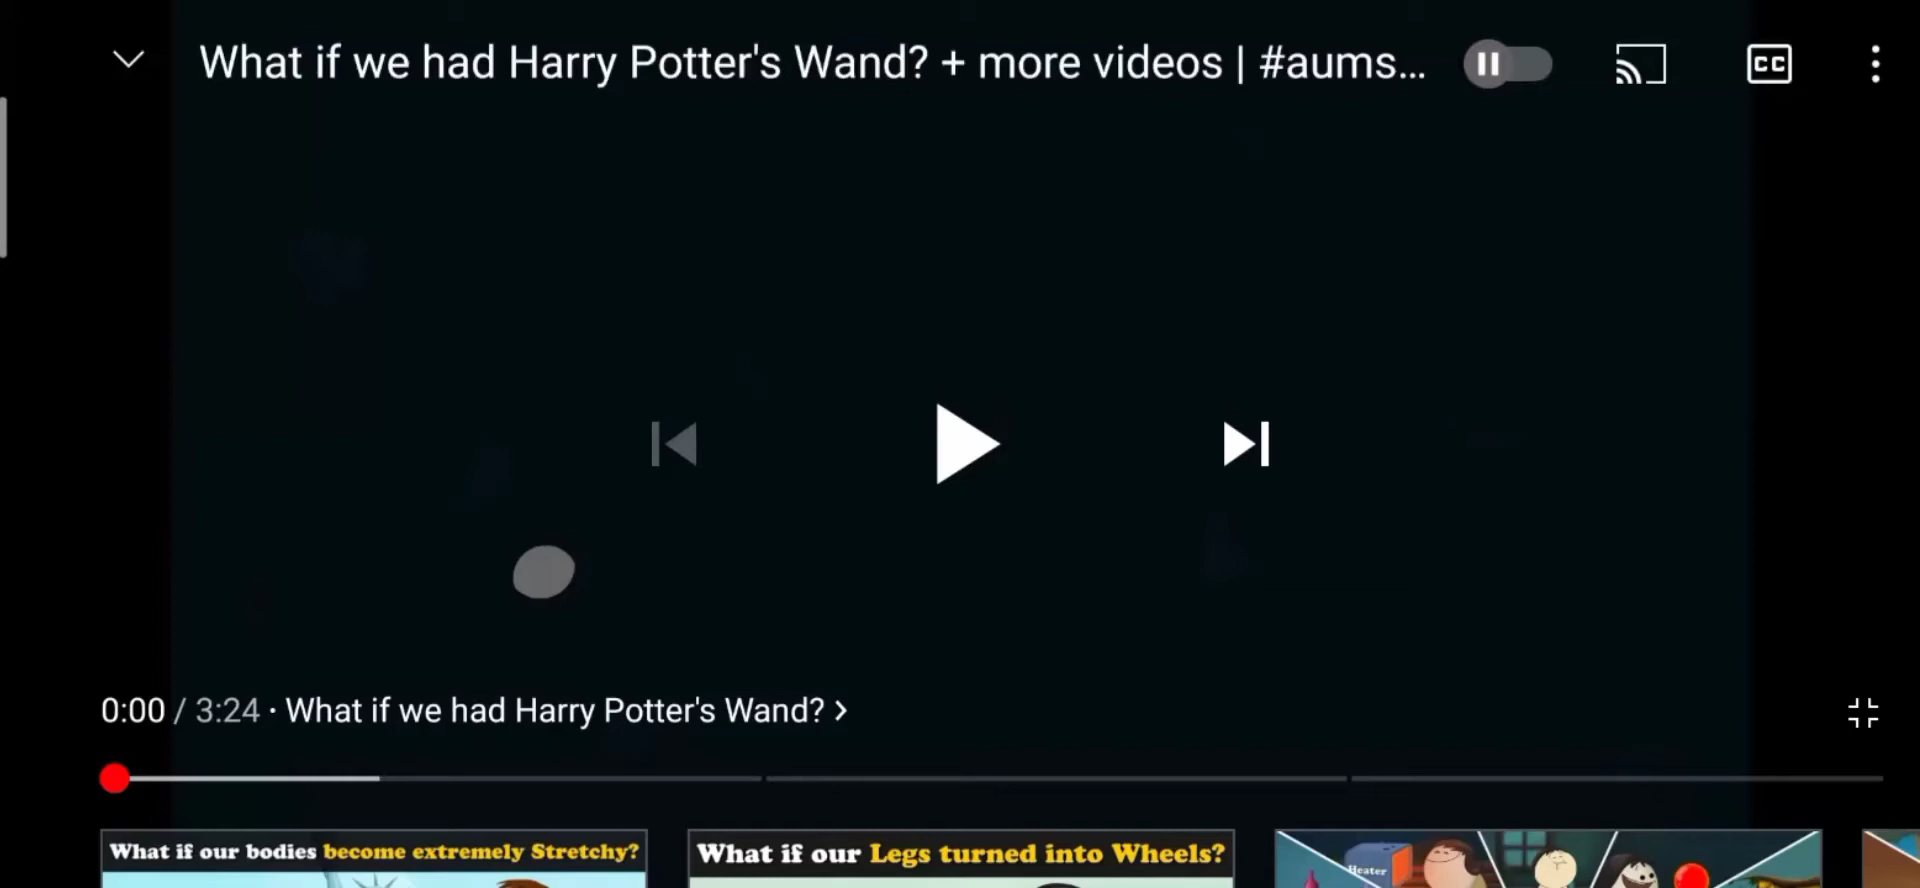 What if we had Harry Potter's Wand? + more videos | #aums...
CC
0:00 / 3:24 · What if we had Harry Potter's Wand? >
What if our bodies become extremely Stretchy?
What if our Legs turned into Wheels?
Heater